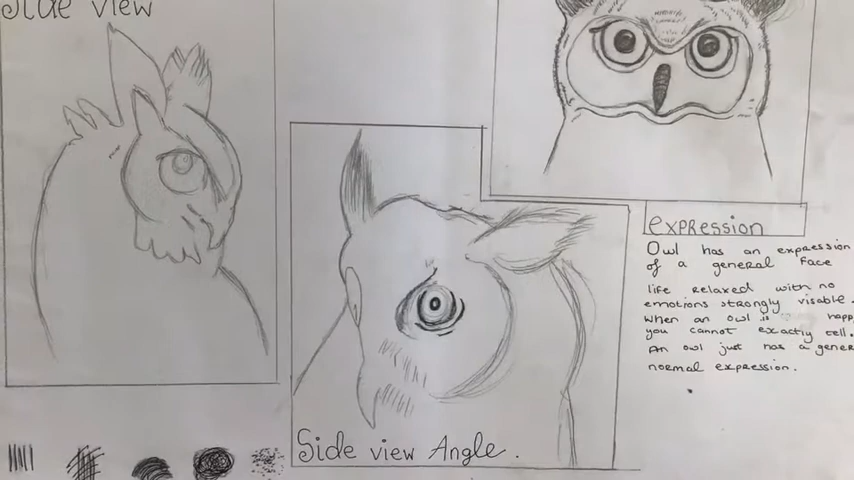 Side view
expression
Owl has an expression
of a general face
life relaxed with no
emotions strongly visable.
When an owl is happ
you cannot exactly tell.
An owl just has a gener
normal expression.
Side view Angle.